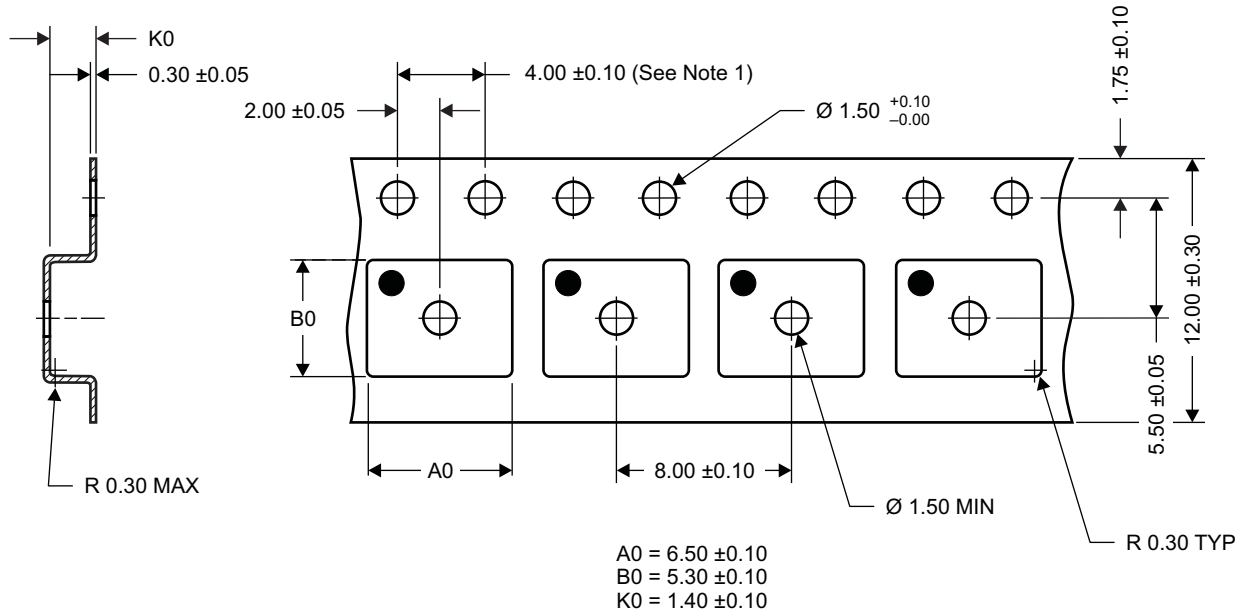 K0
0.30 ±0.05
4.00 ±0.10 (See Note 1)
2.00 ±0.05
Ø 1.50 +0.10 –0.00
1.75 ±0.10
B0
12.00 ±0.30
5.50 ±0.05
A0
8.00 ±0.10
R 0.30 MAX
Ø 1.50 MIN
R 0.30 TYP
A0 = 6.50 ±0.10
B0 = 5.30 ±0.10
K0 = 1.40 ±0.10